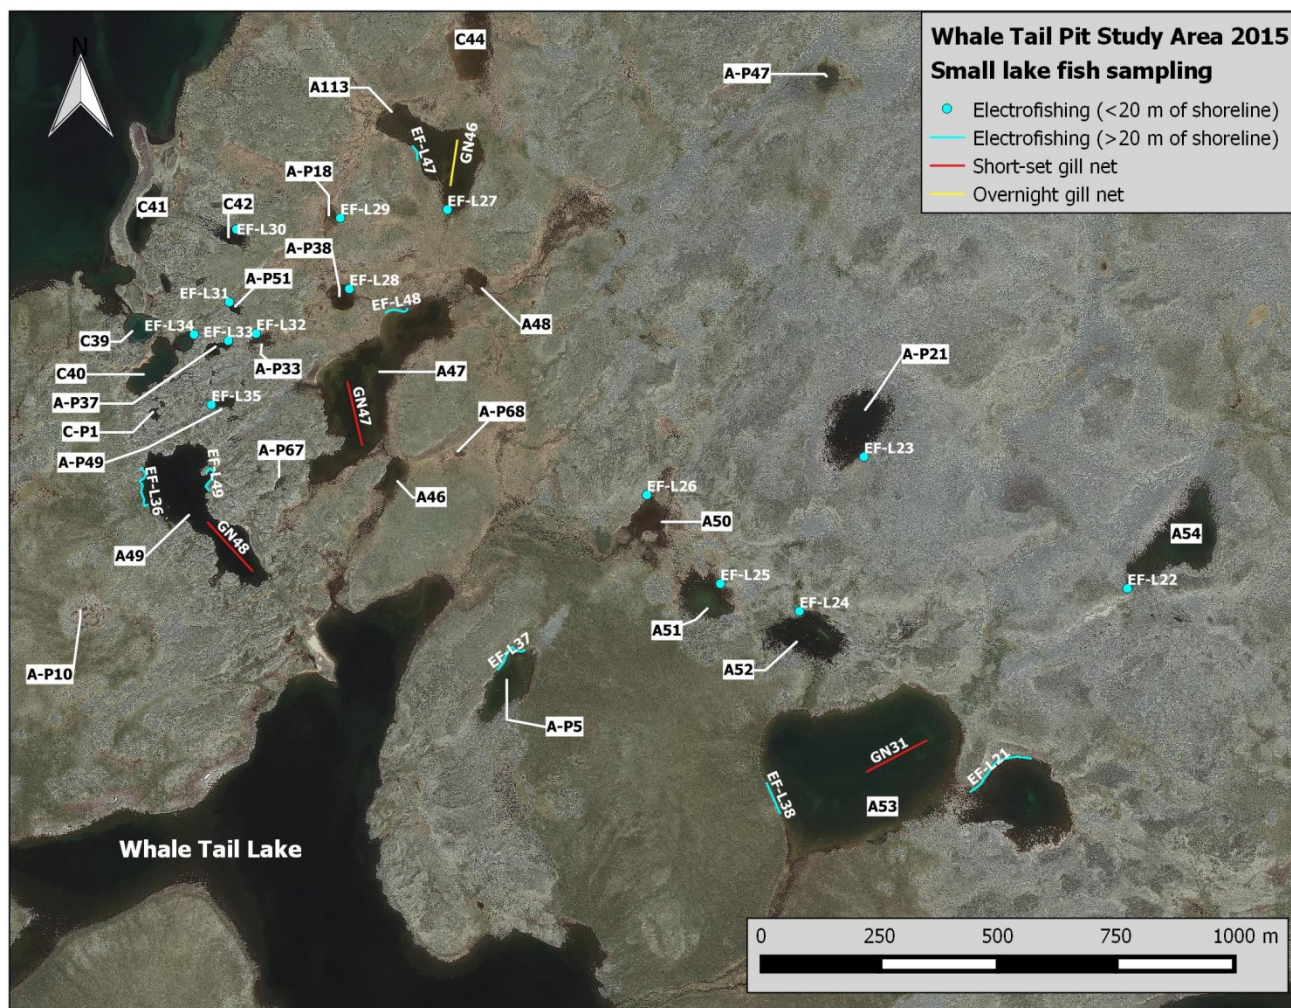 N
Whale Tail Pit Study Area 2015
Small lake fish sampling
Electrofishing (<20 m of shoreline)
Electrofishing (>20 m of shoreline)
Short-set gill net
Overnight gill net
C44
A-P47
A113
EF-L47
GN46
A-P18
C41
C42
EF-L29
EF-L27
EF-L30
A-P38
A-P51
EF-L28
EF-L31
EF-L48
A48
C39
EF-L34
EF-L33
EF-L32
A-P33
C40
A47
A-P21
A-P37
GN47
EF-L35
A-P68
C-P1
A-P49
A-P67
EF-L23
EF-L36
EF-L49
A46
EF-L26
A50
A49
GN48
A54
EF-L25
EF-L22
EF-L24
A51
A-P10
EF-L37
A52
A-P5
GN31
EF-L21
EF-L38
A53
Whale Tail Lake
0 250 500 750 1000 m